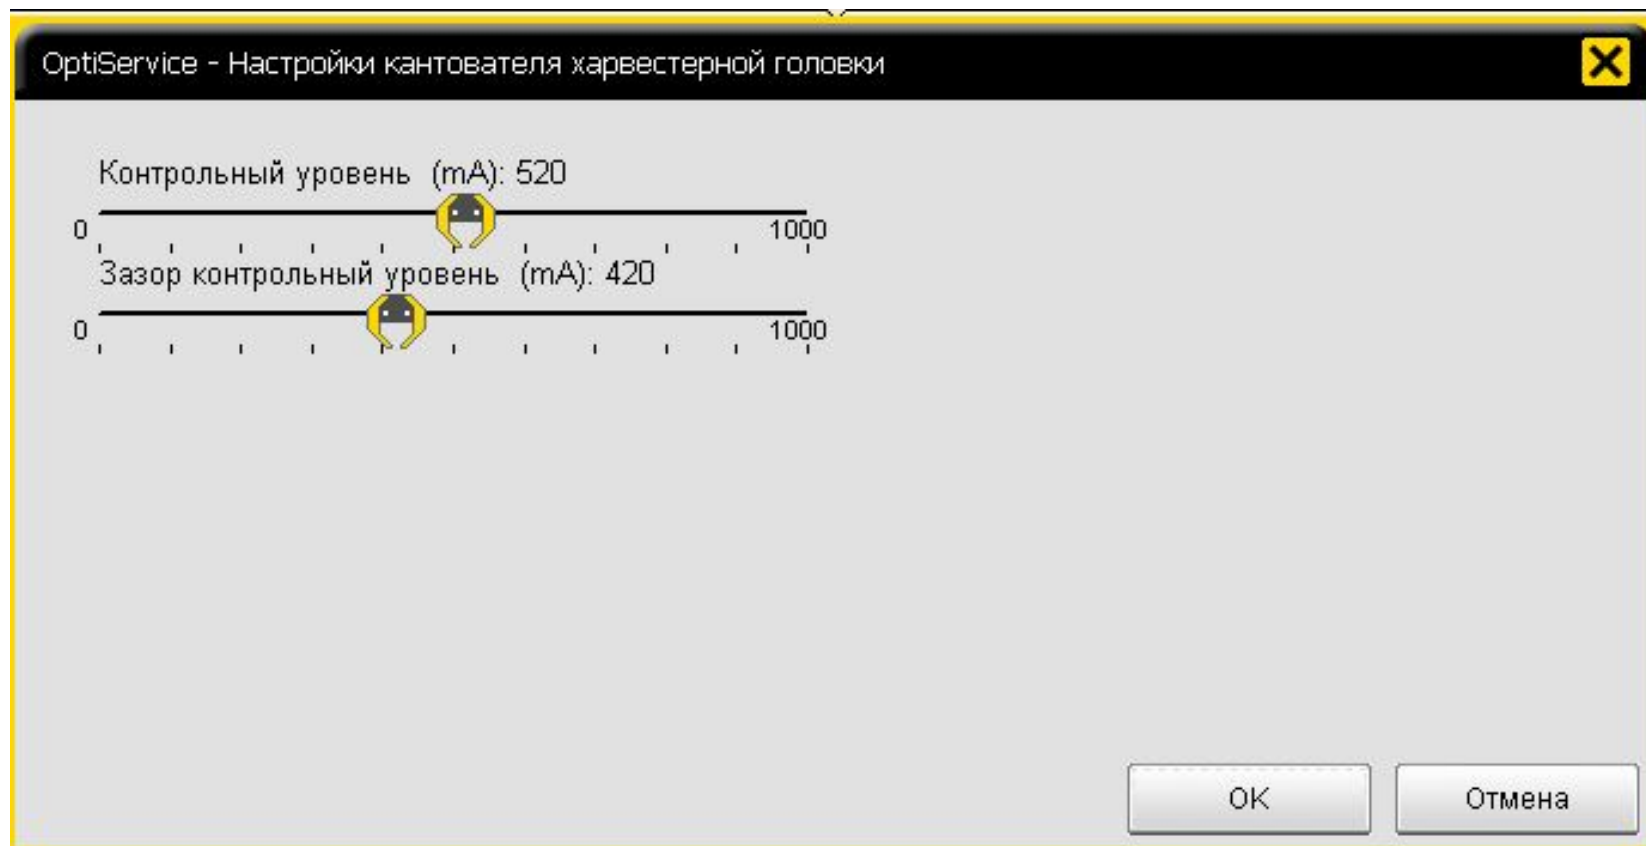 OptiService - Настройки кантователя харвестерной головки
Контрольный уровень (mA): 520
0 1000
Зазор контрольный уровень (mA): 420
0 1000
OK Отмена